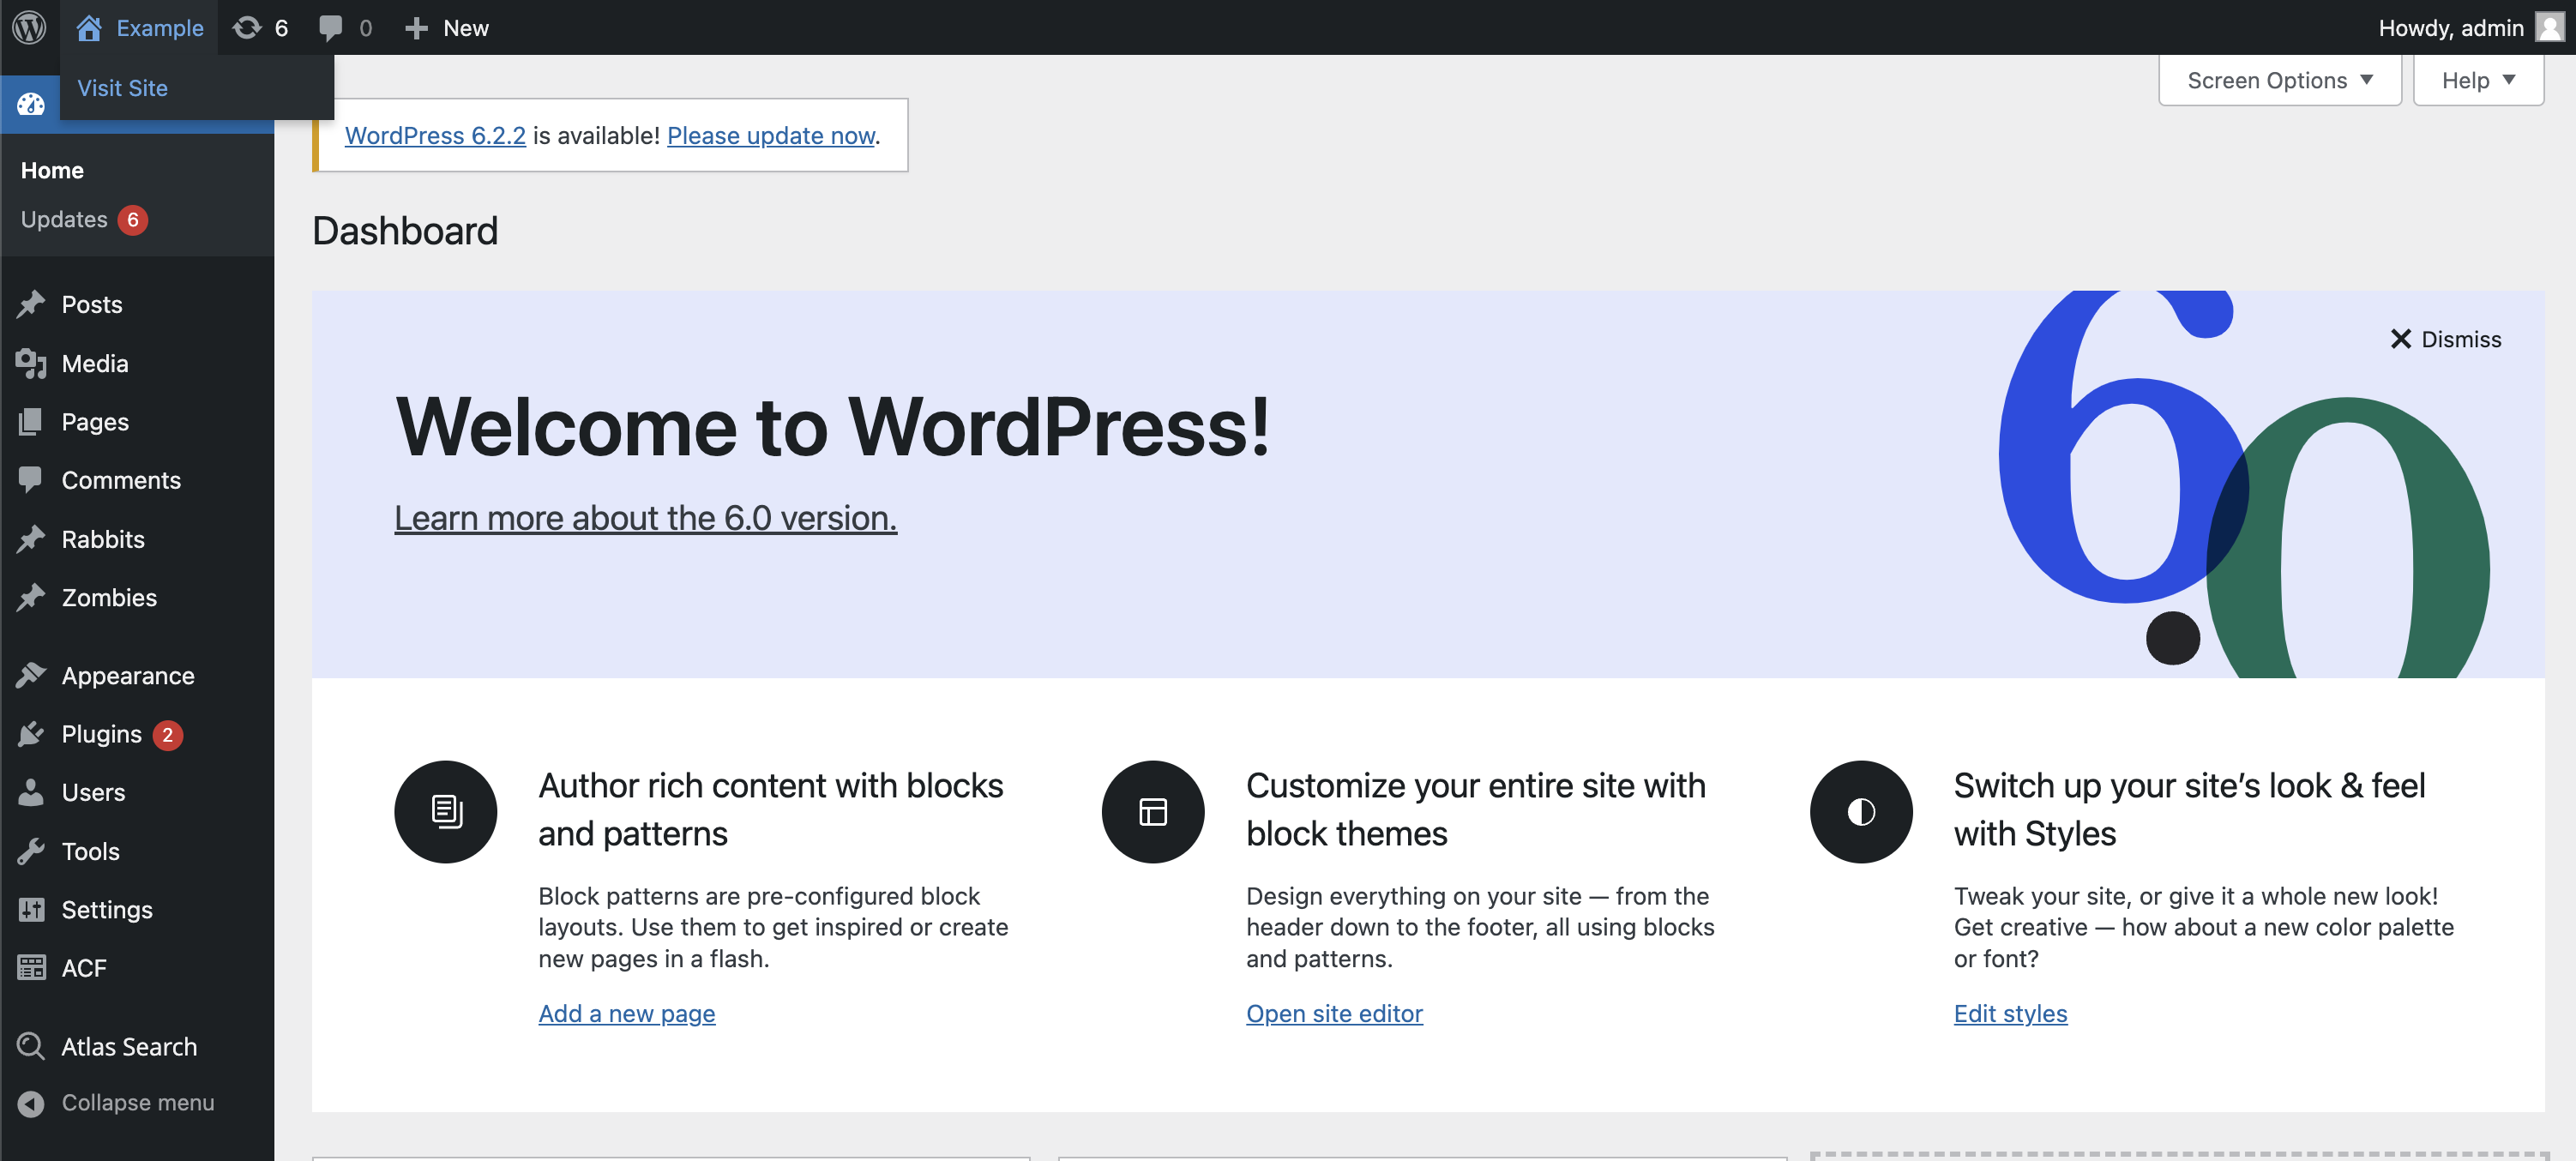 Example 6 0 New Howdy, admin
Visit Site
Screen Options Help
WordPress 6.2.2 is available! Please update now.
Home
Updates 6
Posts
Media
Pages
Comments
Rabbits
Zombies
Appearance
Plugins 2
Users
Tools
Settings
ACF
Atlas Search
Collapse menu
Dashboard
Dismiss
Welcome to WordPress!
Learn more about the 6.0 version.
6.0
Author rich content with blocks
and patterns
Block patterns are pre-configured block
layouts. Use them to get inspired or create
new pages in a flash.
Add a new page
Customize your entire site with
block themes
Design everything on your site — from the
header down to the footer, all using blocks
and patterns.
Open site editor
Switch up your site’s look & feel
with Styles
Tweak your site, or give it a whole new look!
Get creative — how about a new color palette
or font?
Edit styles